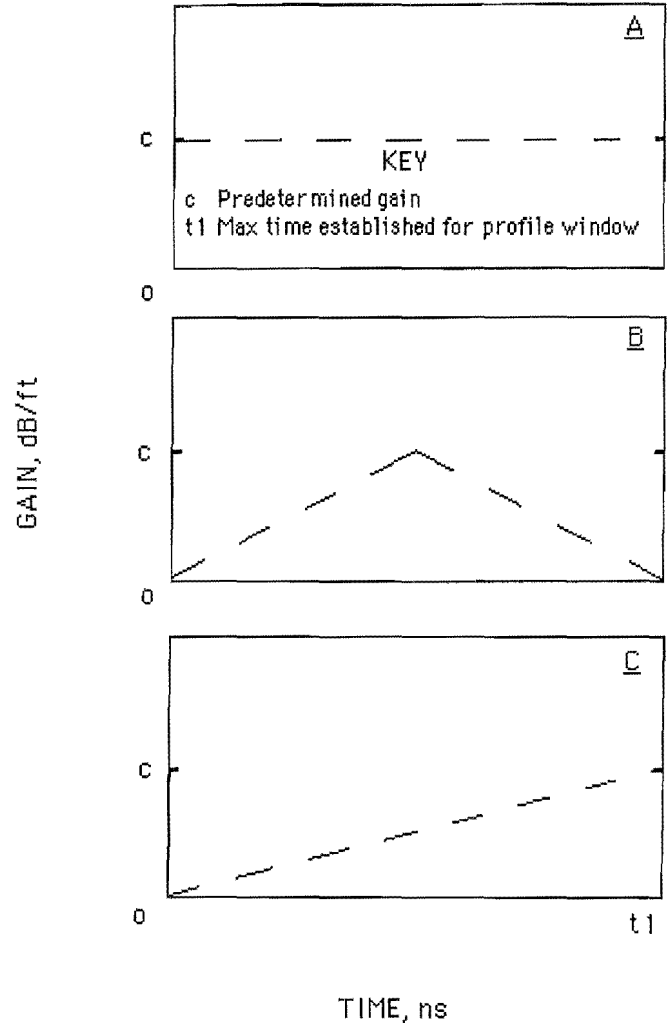 A
c
KEY
c Predetermined gain
t1 Max time established for profile window
0
B
c
0
GAIN, dB/ft
C
c
0
t1
TIME, ns